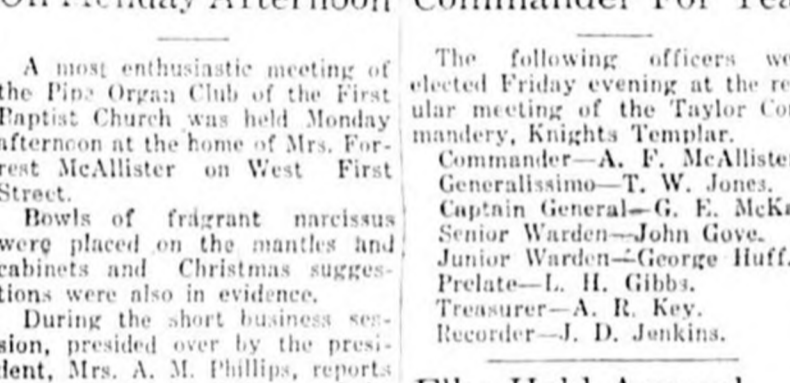 On Monday Afternoon
A most enthusiastic meeting of
the Pipe Organ Club of the First
Baptist Church was held Monday
afternoon at the home of Mrs. For-
rest McAllister on West First
Street.
Bowls of fragrant narcissus
were placed on the mantles and
cabinets and Christmas sugges-
tions were also in evidence.
During the short business ses-
sion, presided over by the presi-
dent, Mrs. A. M. Phillips, reports
Commander For Yea
The following officers we
elected Friday evening at the re
ular meeting of the Taylor Co
mandery, Knights Templar.
Commander—A. F. McAlliste
Generalissimo—T. W. Jones.
Captain General—G. E. McKa
Senior Warden—John Gove.
Junior Warden—George Huff.
Prelate—L. H. Gibbs.
Treasurer—A. R. Key.
Recorder—J. D. Jenkins.